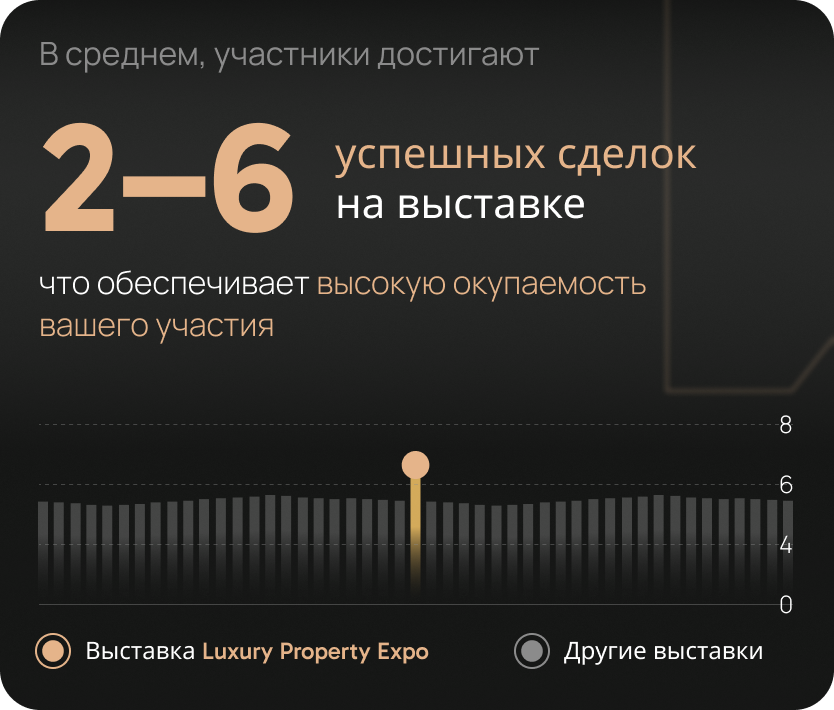 В среднем, участники достигают
2–6
успешных сделок
на выставке
что обеспечивает высокую окупаемость
вашего участия
8
6
4
0
Выставка Luxury Property Expo
Другие выставки